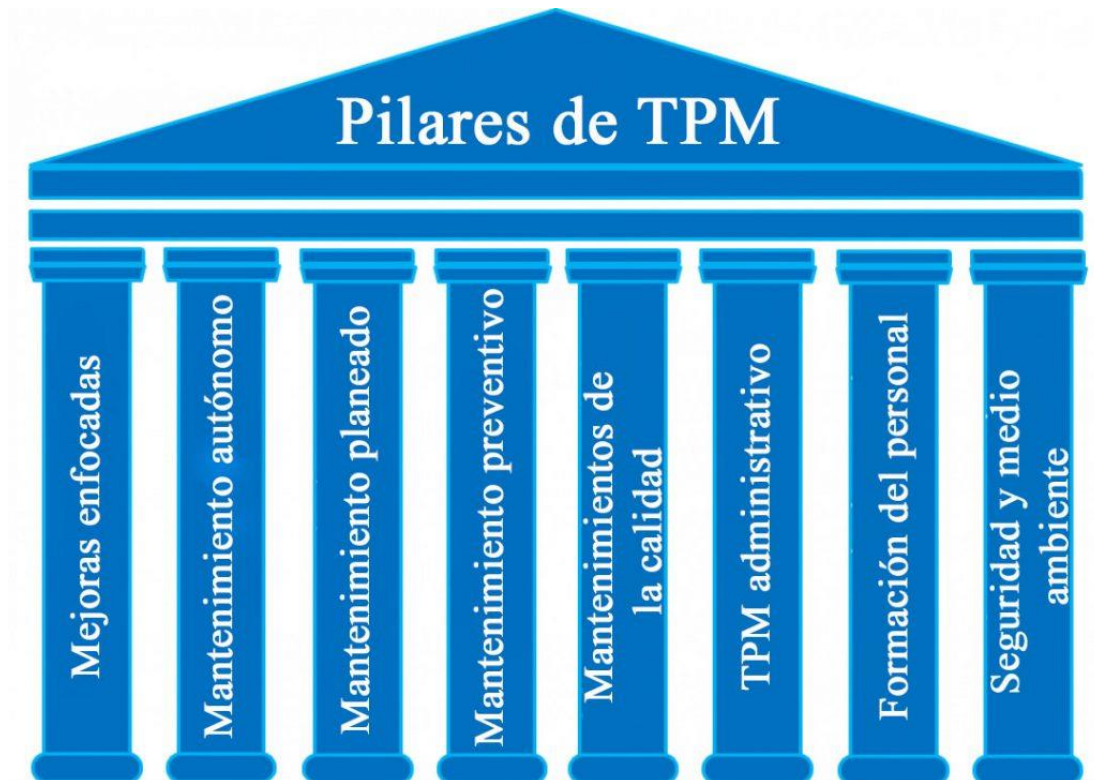 Pilares de TPM
Mejoras enfocadas
Mantenimiento autónomo
Mantenimiento planeado
Mantenimiento preventivo
Mantenimientos de
la calidad
TPM administrativo
Formación del personal
Seguridad y medio
ambiente